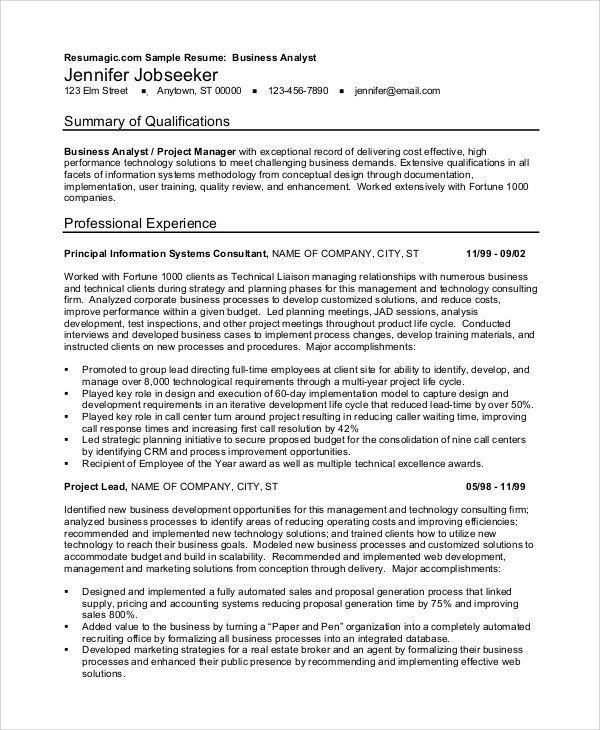 Resumagic.com Sample Resume:  Business Analyst
Jennifer Jobseeker
123 Elm Street ▪ Anytown, ST 00000 ▪ 123-456-7890 ▪ jennifer@email.com
Summary of Qualifications
Business Analyst / Project Manager with exceptional record of delivering cost effective, high
performance technology solutions to meet challenging business demands. Extensive qualifications in all
facets of information systems methodology from conceptual design through documentation,
implementation, user training, quality review, and enhancement.  Worked extensively with Fortune 1000
companies.
Professional Experience
Principal Information Systems Consultant, NAME OF COMPANY, CITY, ST 11/99 - 09/02
Worked with Fortune 1000 clients as Technical Liaison managing relationships with numerous business
and technical clients during strategy and planning phases for this management and technology consulting
firm.  Analyzed corporate business processes to develop customized solutions, and reduce costs,
improve performance within a given budget.  Led planning meetings, JAD sessions, analysis
development, test inspections, and other project meetings throughout product life cycle.  Conducted
interviews and developed business cases to implement process changes, develop training materials, and
instructed clients on new processes and procedures.  Major accomplishments:
▪ Promoted to group lead directing full-time employees at client site for ability to identify, develop, and
manage over 8,000 technological requirements through a multi-year project life cycle.
▪ Played key role in design and execution of 60-day implementation model to capture design and
development requirements in an iterative development life cycle that reduced lead-time by over 50%.
▪ Played key role in call center turn around project resulting in reducing caller waiting time, improving
call response times and increasing first call resolution by 42%
▪ Led strategic planning initiative to secure proposed budget for the consolidation of nine call centers
by identifying CRM and process improvement opportunities.
▪ Recipient of Employee of the Year award as well as multiple technical excellence awards.
Project Lead, NAME OF COMPANY, CITY, ST 05/98 - 11/99
Identified new business development opportunities for this management and technology consulting firm;
analyzed business processes to identify areas of reducing operating costs and improving efficiencies;
recommended and implemented new technology solutions; and trained clients how to utilize new
technology to reach their business goals.  Modeled new business processes and customized solutions to
accommodate budget and build in scalability.  Recommended and implemented web development,
management and marketing solutions from conception through delivery.  Major accomplishments:
▪ Designed and implemented a fully automated sales and proposal generation process that linked
supply, pricing and accounting systems reducing proposal generation time by 75% and improving
sales 800%.
▪ Added value to the business by turning a “Paper and Pen” organization into a completely automated
recruiting office by formalizing all business processes into an integrated database.
▪ Developed marketing strategies for a real estate broker and an agent by formalizing their business
processes and enhanced their public presence by recommending and implementing effective web
solutions.